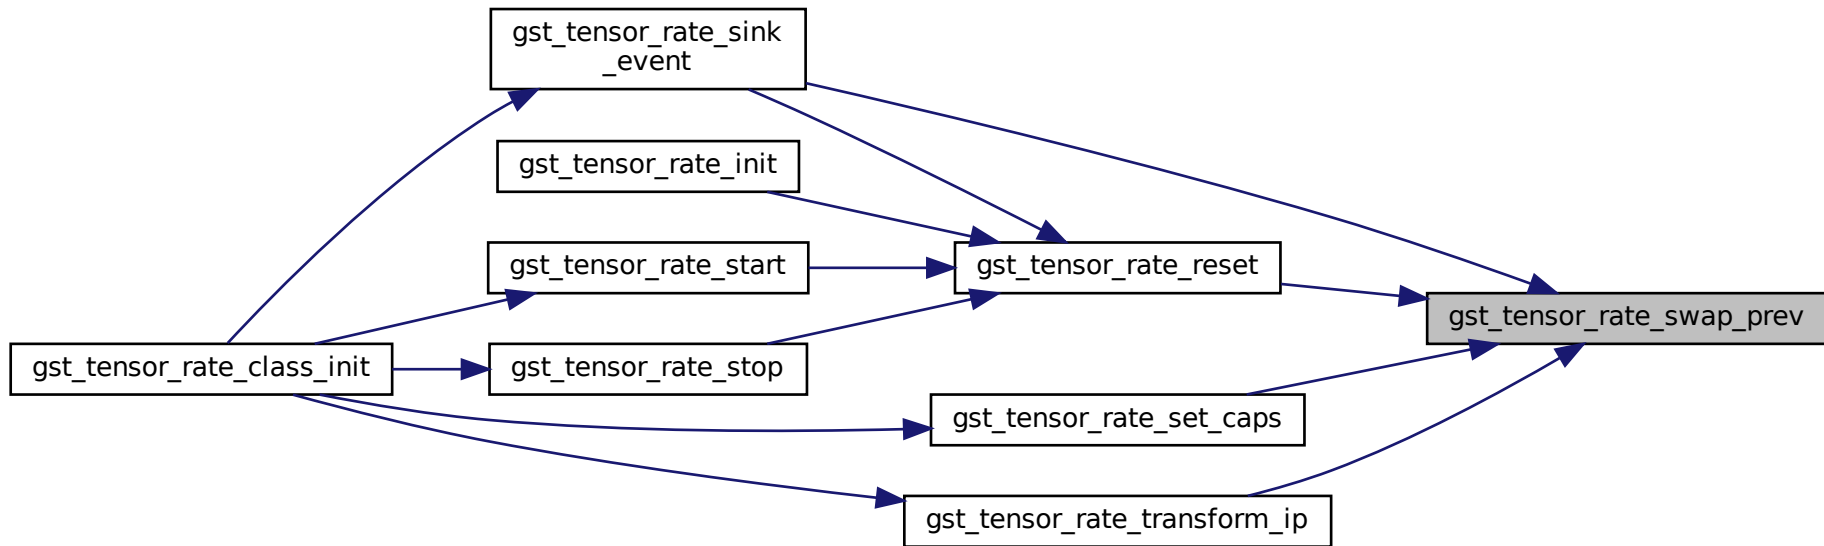 gst_tensor_rate_sink
_event
gst_tensor_rate_init
gst_tensor_rate_start
gst_tensor_rate_reset
gst_tensor_rate_swap_prev
gst_tensor_rate_class_init
gst_tensor_rate_stop
gst_tensor_rate_set_caps
gst_tensor_rate_transform_ip